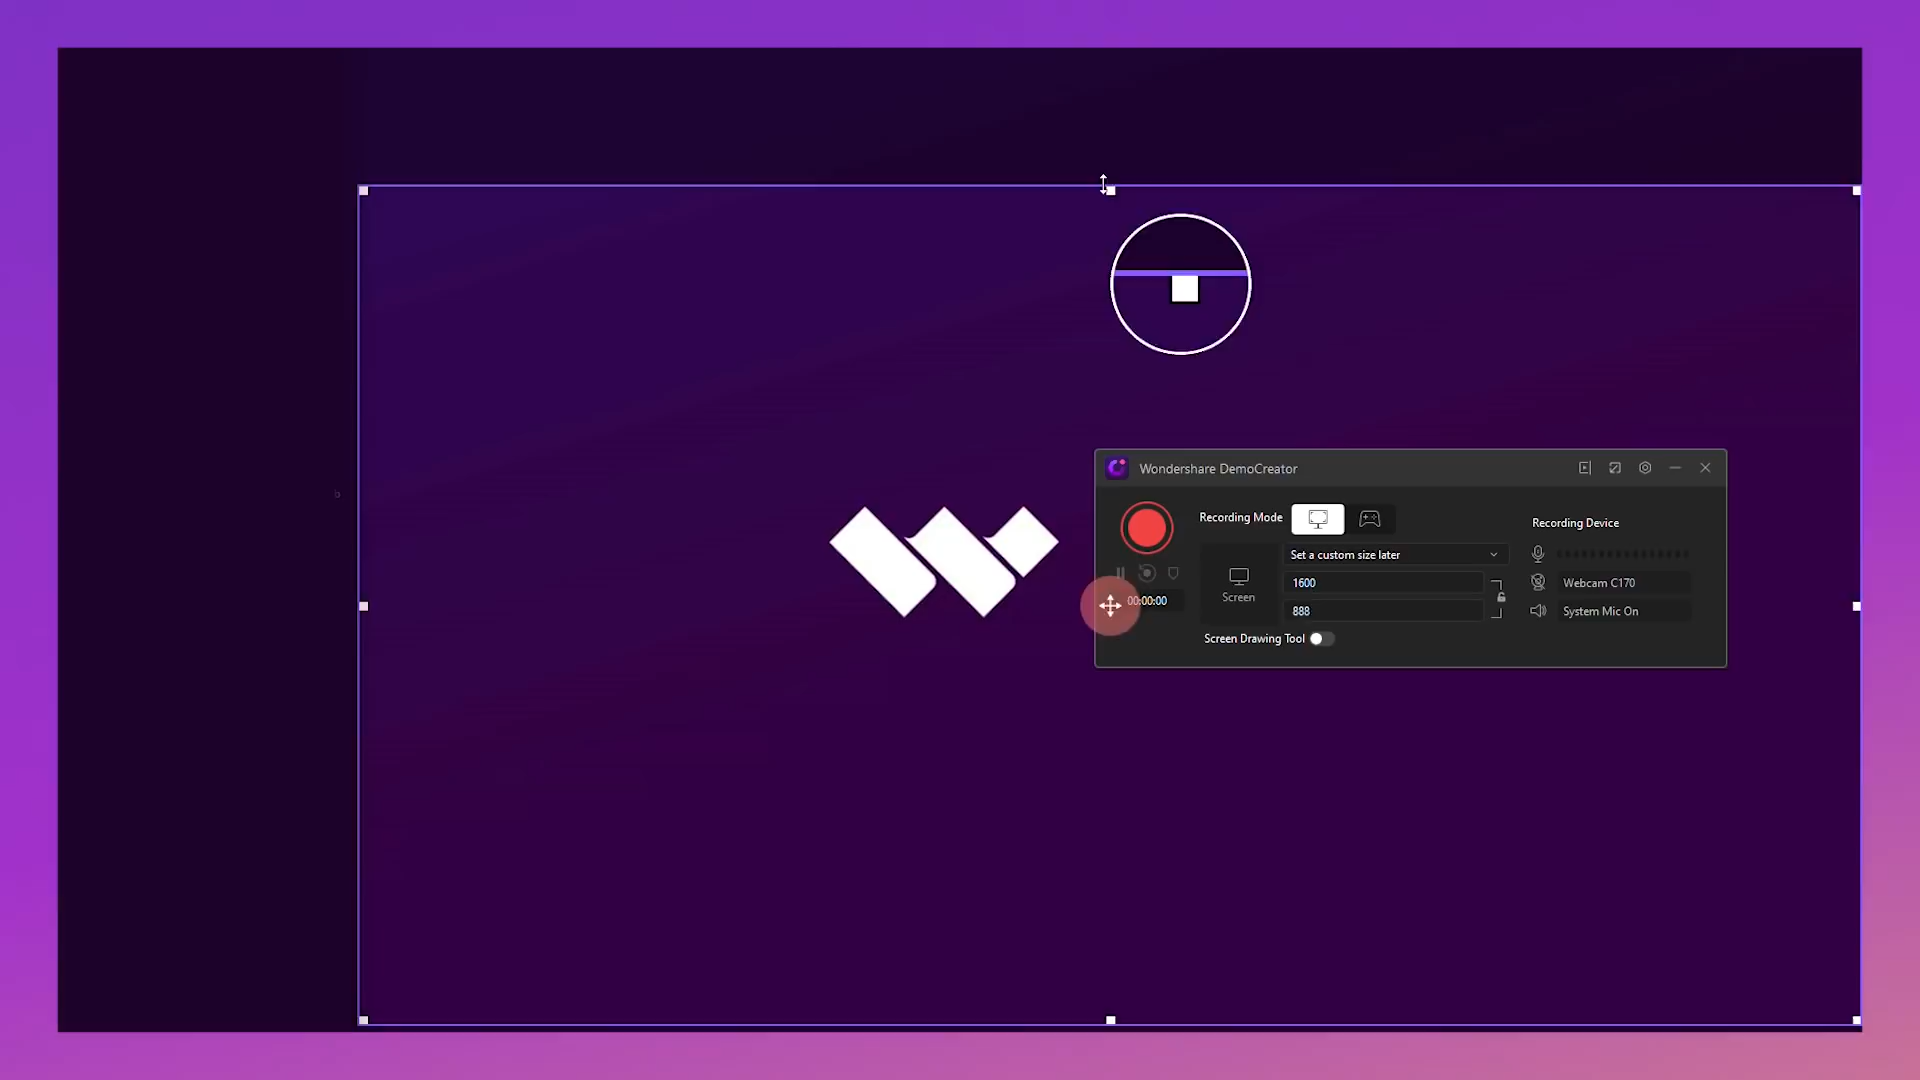 Wondershare DemoCreator
Recording Mode
Recording Device
Set a custom size later
1600
Webcam C170
Screen
00:00:00
888
System Mic On
Screen Drawing Tool